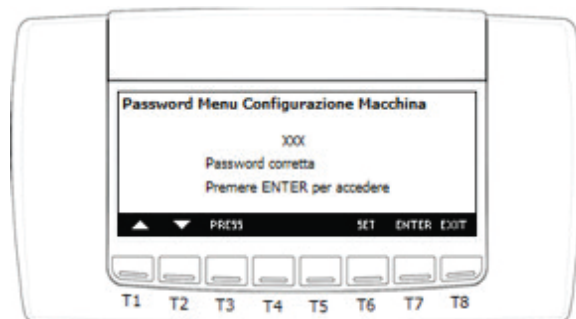 Password Menu Configurazione Macchina
XXX
Password corretta
Premere ENTER per accedere
PRESS SET ENTER EXIT
T1 T2 T3 T4 T5 T6 T7 T8